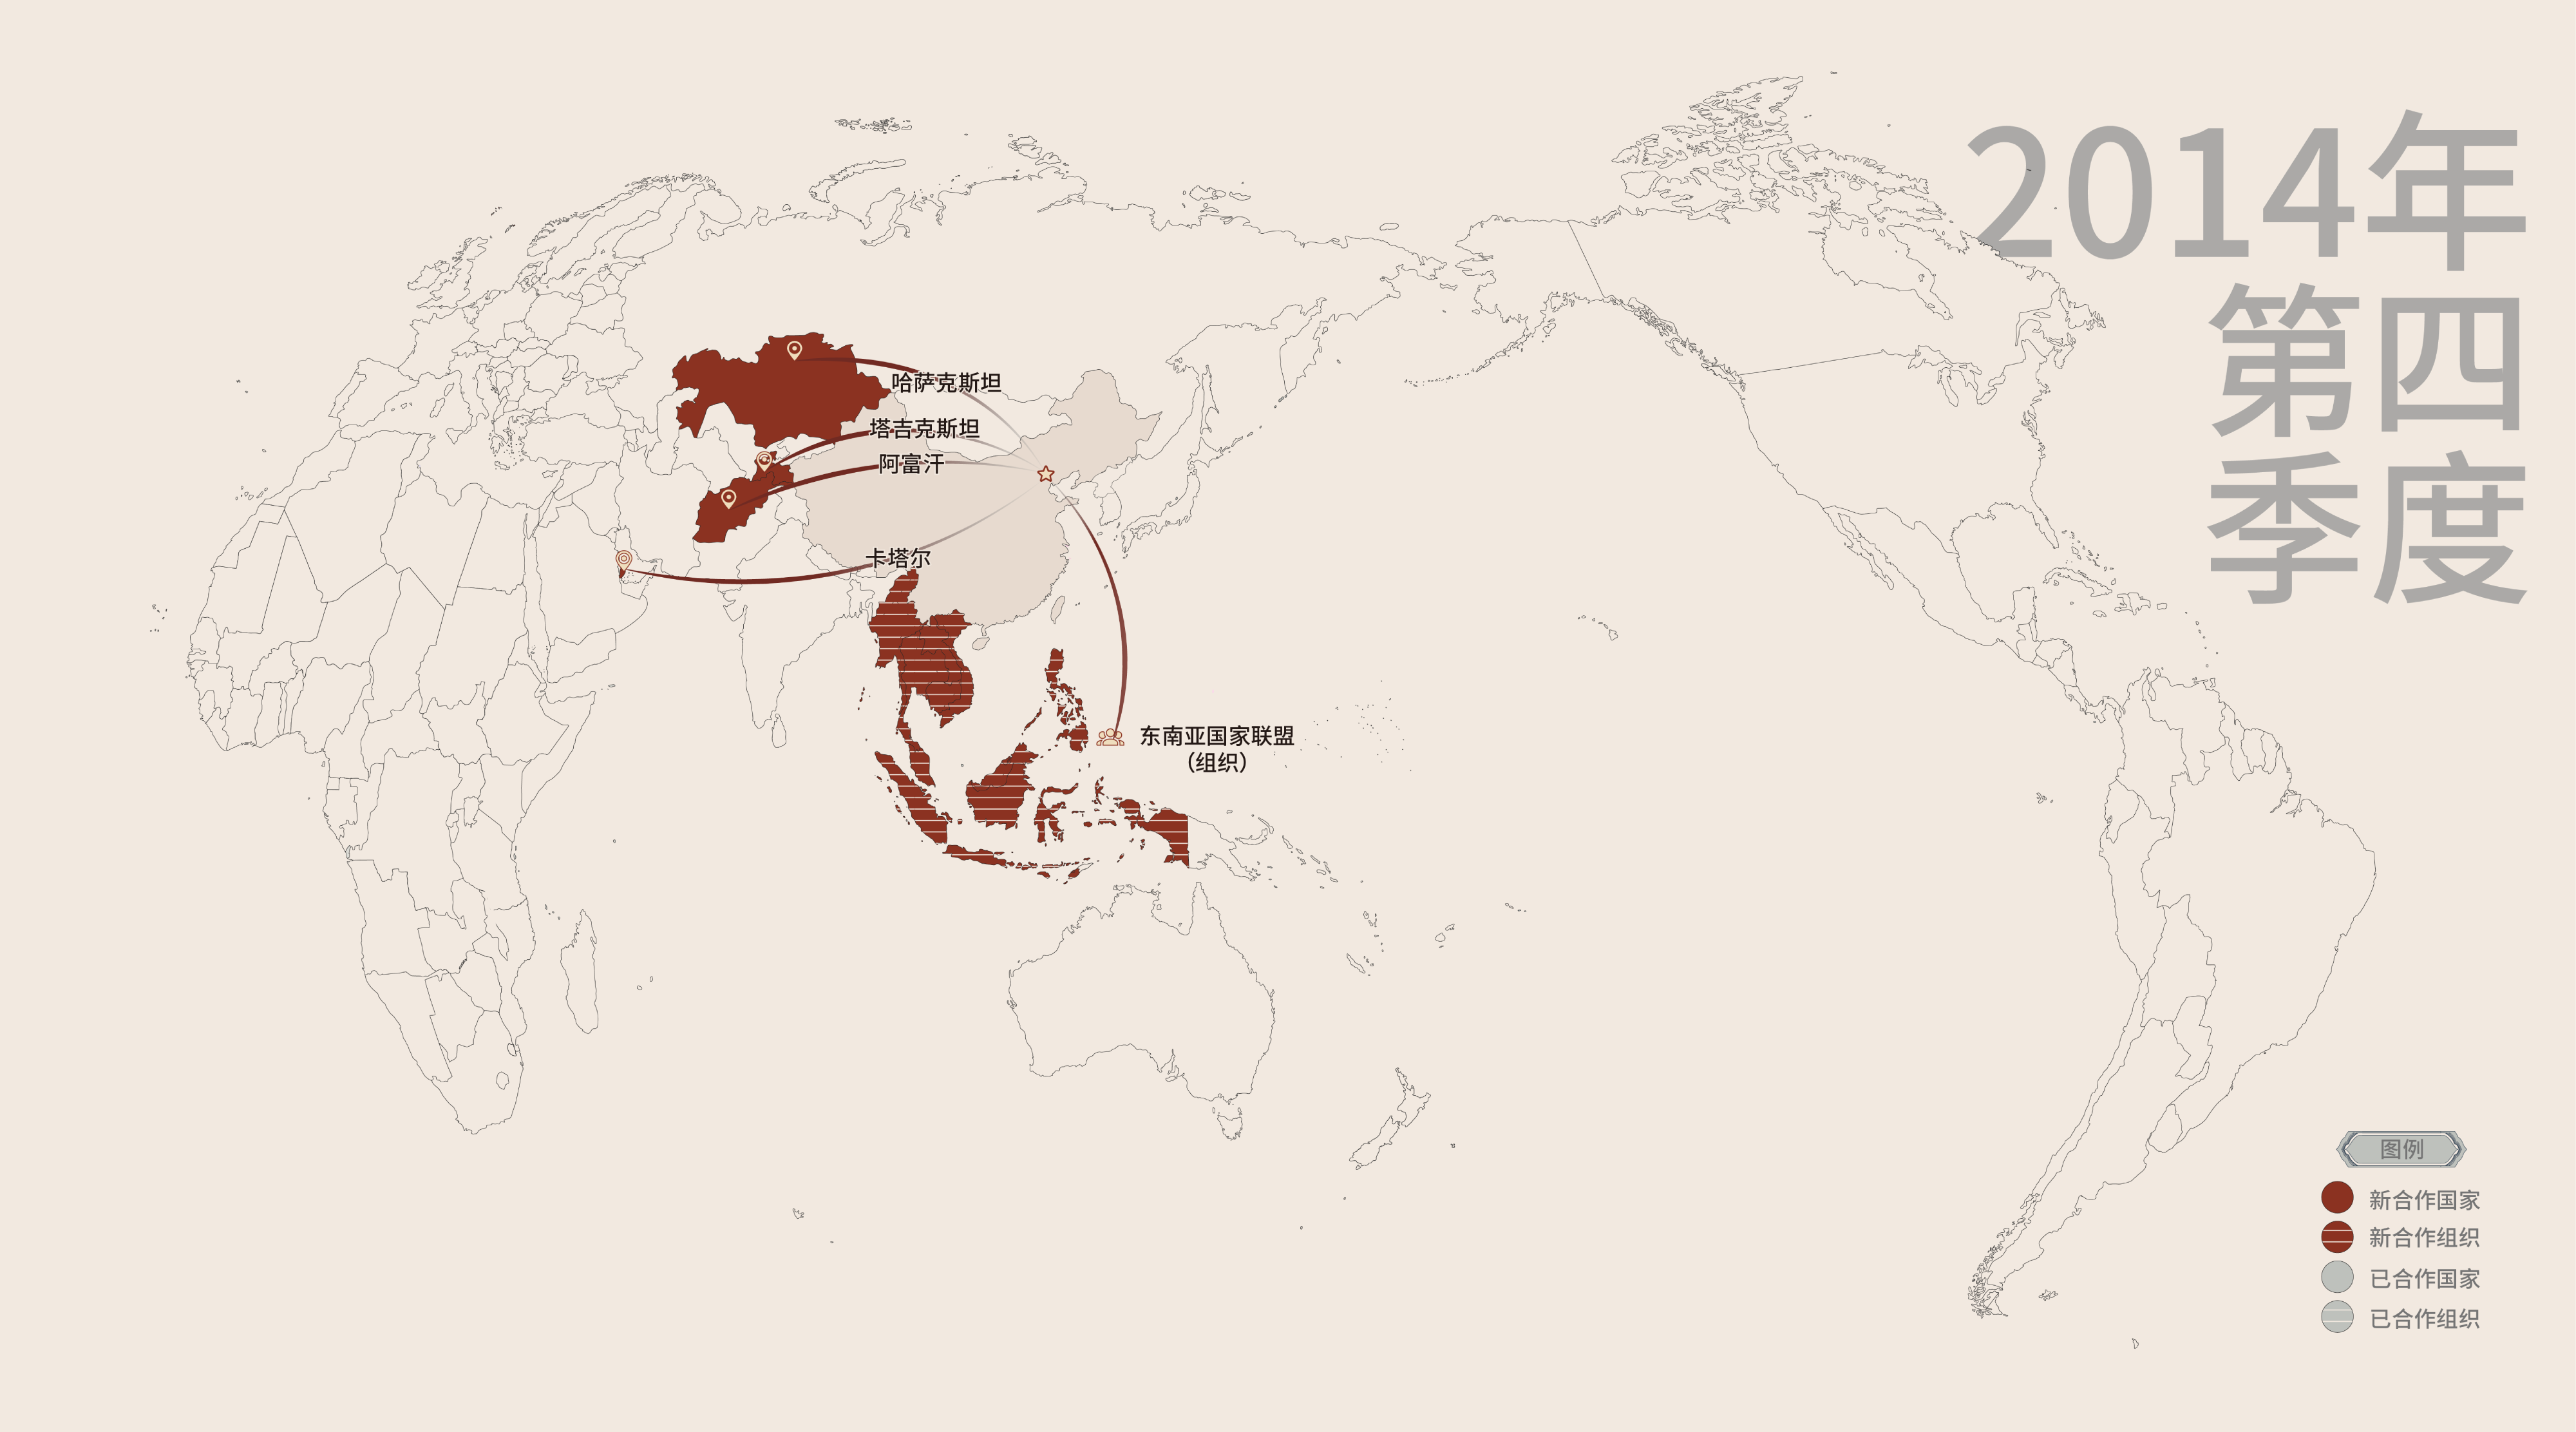 2014年
第四
季度
哈萨克斯坦
塔吉克斯坦
阿富汗
卡塔尔
东南亚国家联盟
(组织)
图例
新合作国家
新合作组织
已合作国家
已合作组织